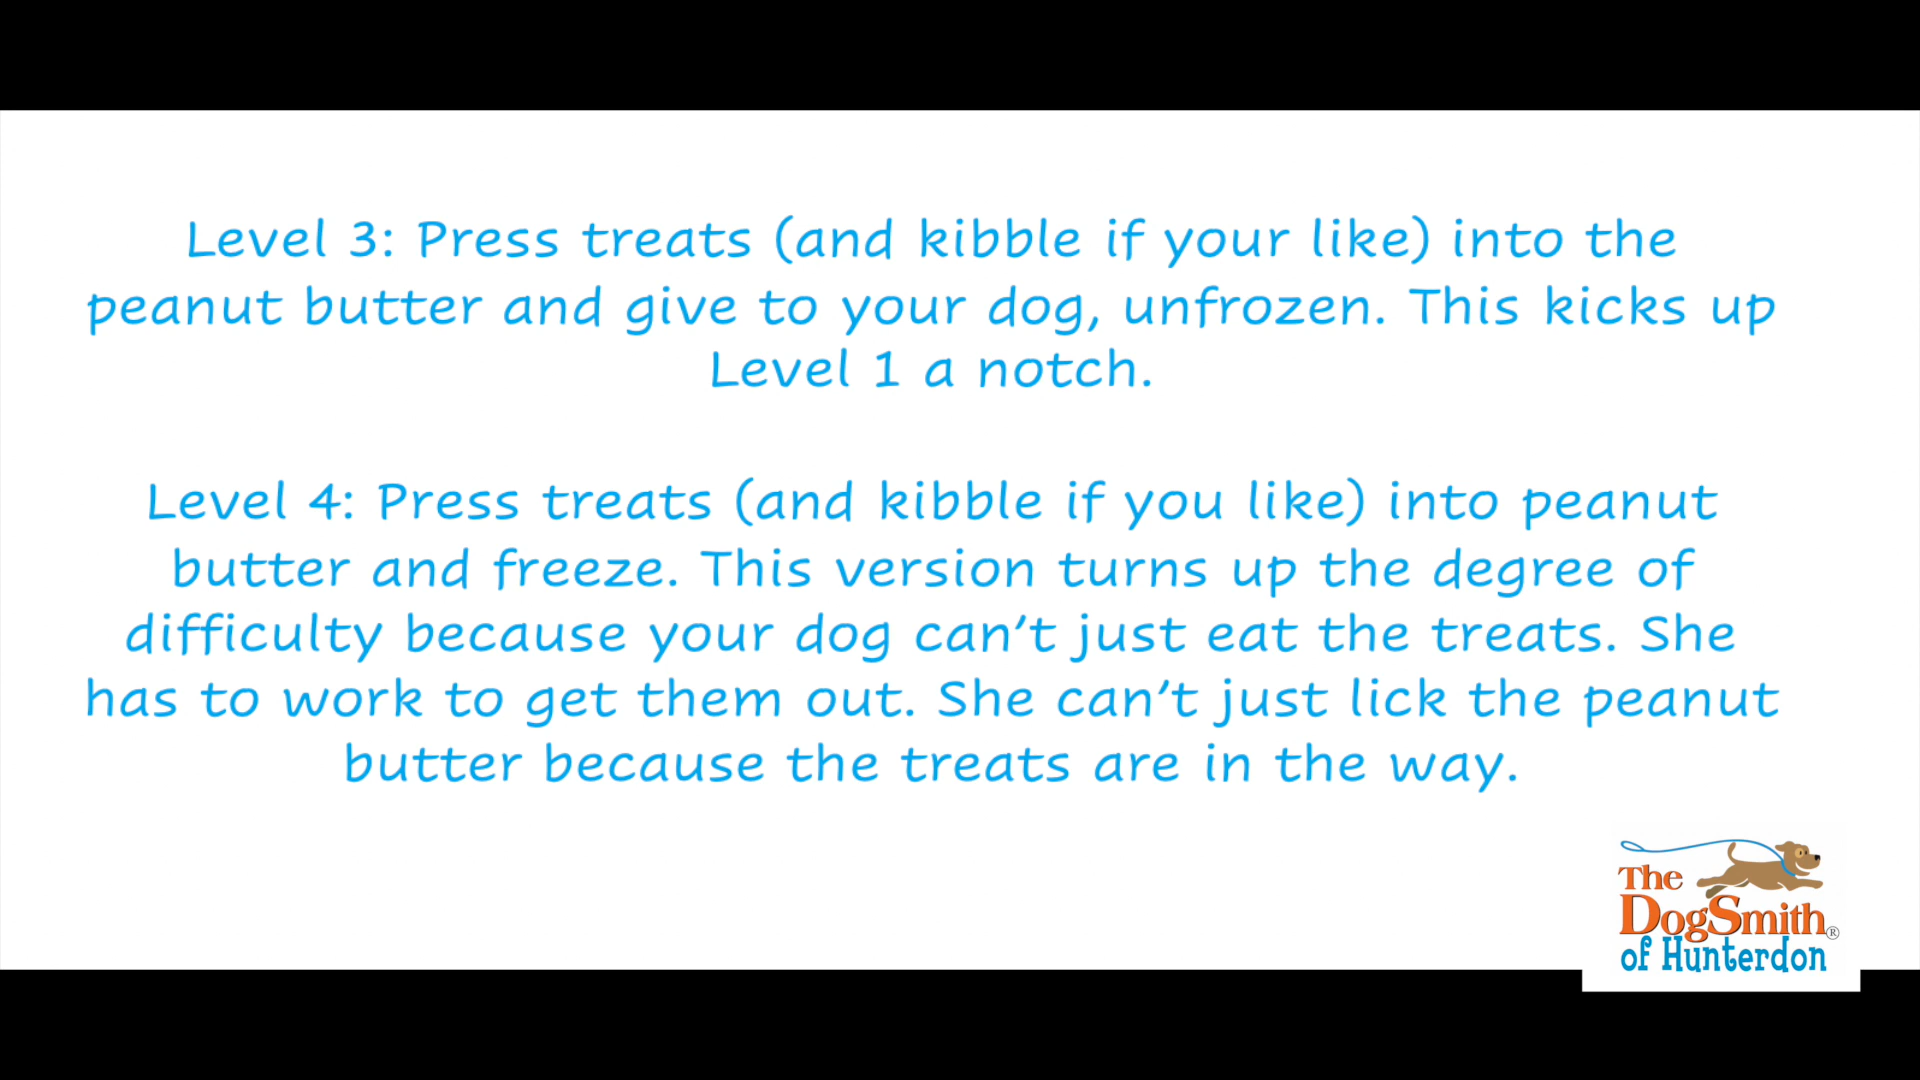 Level 3: Press treats (and kibble if your like) into the
peanut butter and give to your dog, unfrozen. This kicks up
Level 1 a notch.
Level 4: Press treats (and kibble if you like) into peanut
butter and freeze. This version turns up the degree of
difficulty because your dog can’t just eat the treats. She
has to work to get them out. She can’t just lick the peanut
butter because the treats are in the way.
The
DogSmith®
of Hunterdon